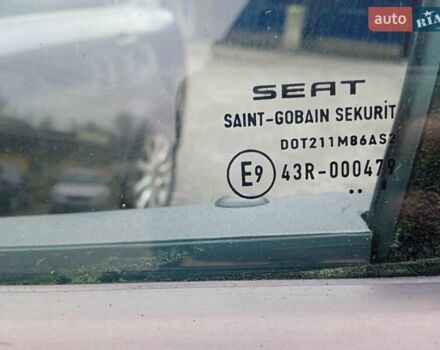 auto RIA
SEAT
SAINT-GOBAIN SEKURIT
DOT211M86AS2
E9 43R-000479